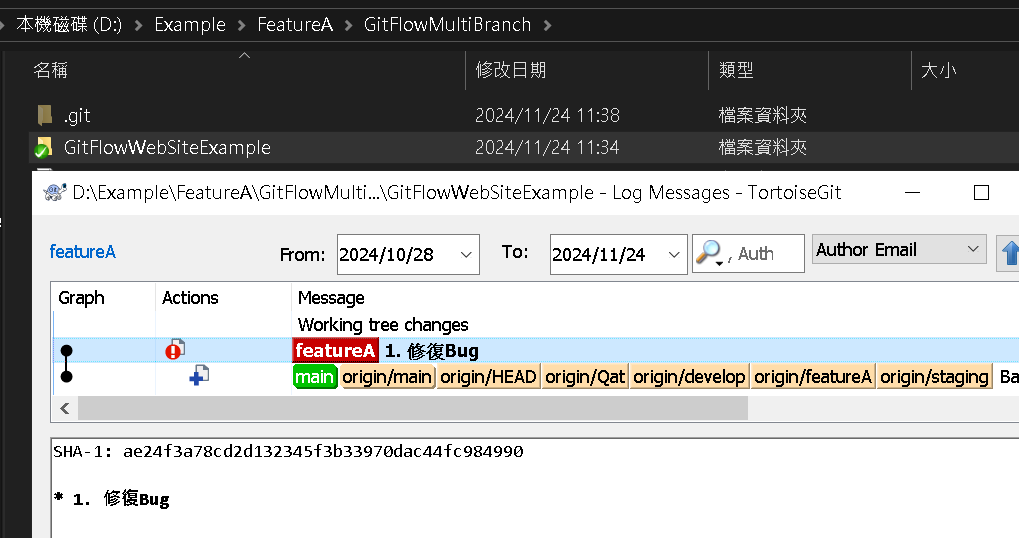 本機磁碟 (D:) > Example > FeatureA > GitFlowMultiBranch >
名稱 修改日期 類型 大小
.git 2024/11/24 11:38 檔案資料夾
GitFlowWebSiteExample 2024/11/24 11:34 檔案資料夾
D:\Example\FeatureA\GitFlowMulti...\GitFlowWebSiteExample - Log Messages - TortoiseGit
featureA From: 2024/10/28 To: 2024/11/24 , Auth Author Email
Graph Actions Message
Working tree changes
featureA 1. 修復Bug
main origin/main origin/HEAD origin/Qat origin/develop origin/featureA origin/staging Ba
SHA-1: ae24f3a78cd2d132345f3b33970dac44fc984990
* 1. 修復Bug